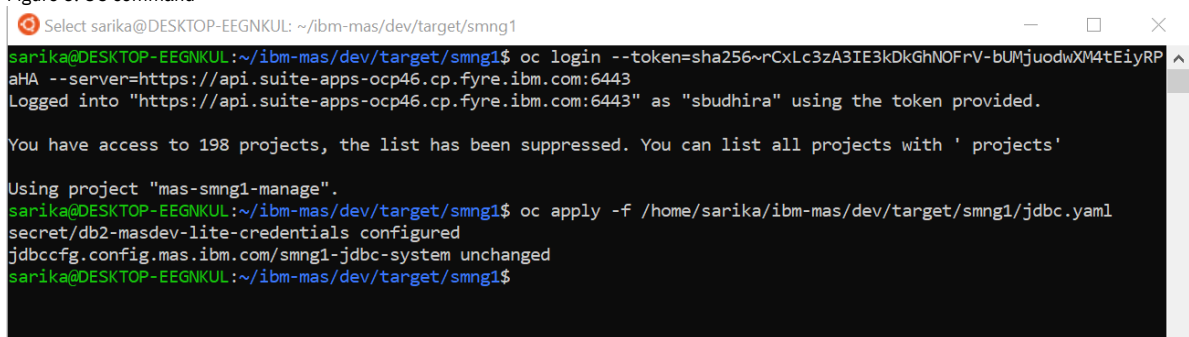 Figure 3: OC command
Select sarika@DESKTOP-EEGNKUL: ~/ibm-mas/dev/target/smng1
sarika@DESKTOP-EEGNKUL:~/ibm-mas/dev/target/smng1$ oc login --token=sha256~rCxLc3zA3IE3kDkGhNOFrV-bUMjuodwXM4tEiyRP
aHA --server=https://api.suite-apps-ocp46.cp.fyre.ibm.com:6443
Logged into "https://api.suite-apps-ocp46.cp.fyre.ibm.com:6443" as "sbudhira" using the token provided.
You have access to 198 projects, the list has been suppressed. You can list all projects with ' projects'
Using project "mas-smng1-manage".
sarika@DESKTOP-EEGNKUL:~/ibm-mas/dev/target/smng1$ oc apply -f /home/sarika/ibm-mas/dev/target/smng1/jdbc.yaml
secret/db2-masdev-lite-credentials configured
jdbccfg.config.mas.ibm.com/smng1-jdbc-system unchanged
sarika@DESKTOP-EEGNKUL:~/ibm-mas/dev/target/smng1$